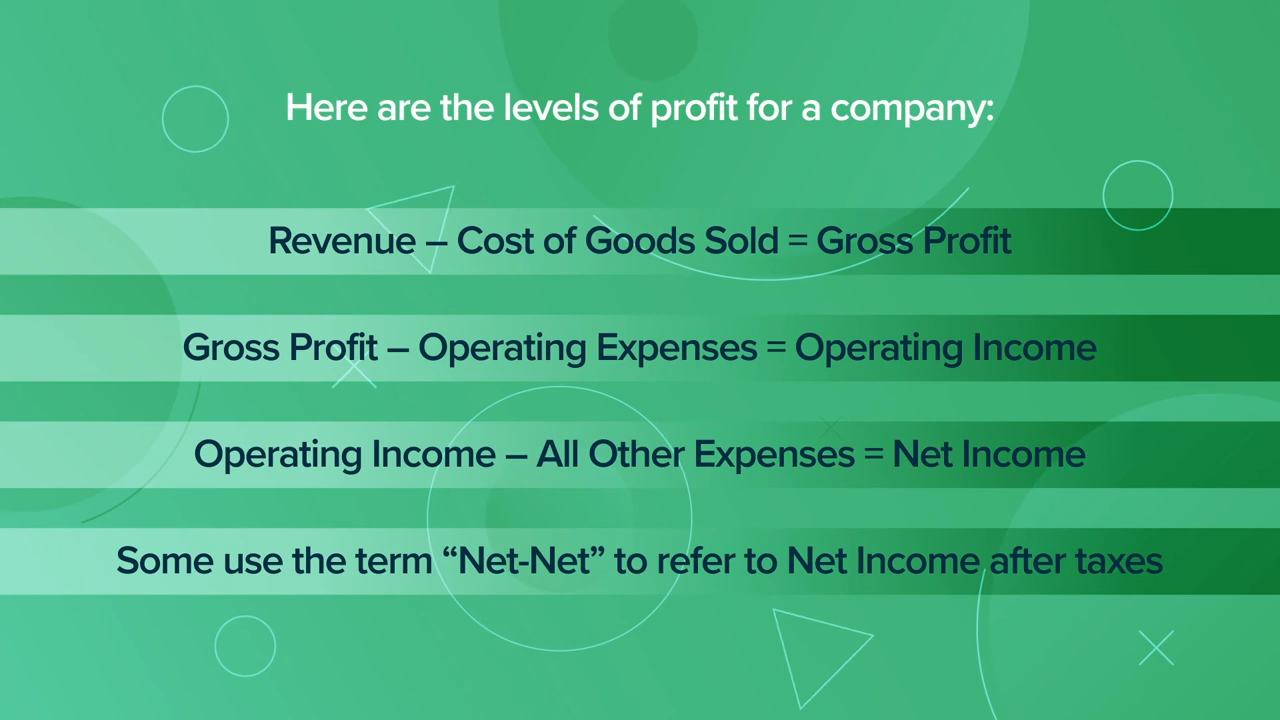 Here are the levels of profit for a company:
Revenue – Cost of Goods Sold = Gross Profit
Gross Profit – Operating Expenses = Operating Income
Operating Income – All Other Expenses = Net Income
Some use the term “Net-Net” to refer to Net Income after taxes